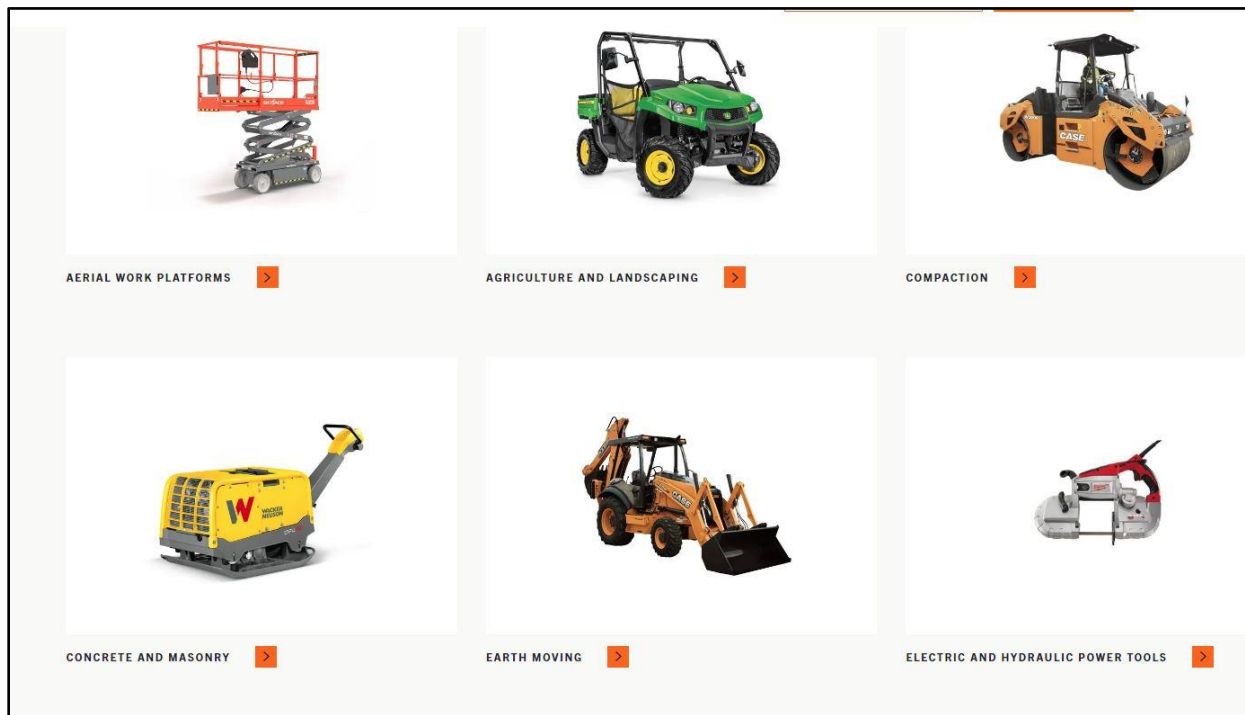 AERIAL WORK PLATFORMS
AGRICULTURE AND LANDSCAPING
COMPACTION
CASE
WACKER
NEUSON
CASE
CONCRETE AND MASONRY
EARTH MOVING
ELECTRIC AND HYDRAULIC POWER TOOLS